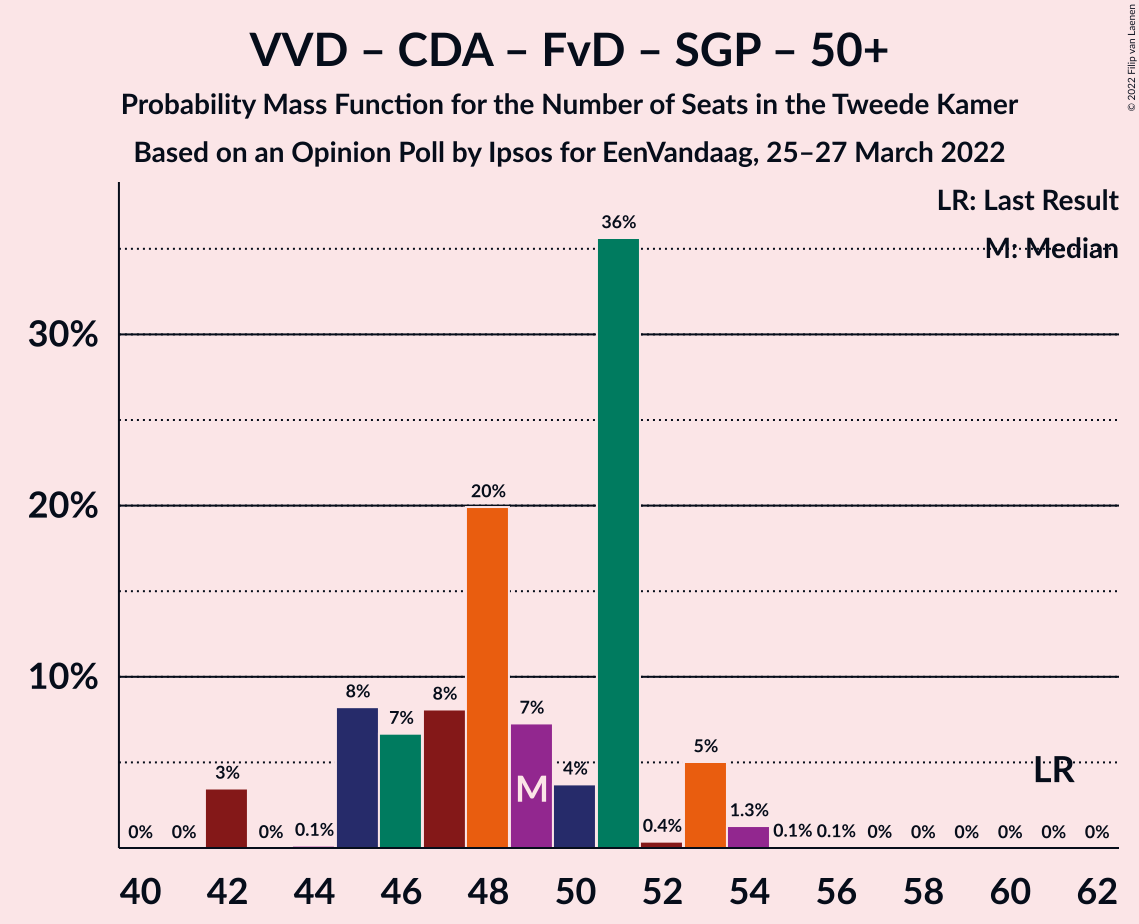 VVD – CDA – FvD – SGP – 50+
Probability Mass Function for the Number of Seats in the Tweede Kamer
Based on an Opinion Poll by Ipsos for EenVandaag, 25–27 March 2022
© 2022 Filip van Laenen
LR: Last Result
M: Median
30%
20%
10%
0% 0% 3% 0% 0.1% 8% 7% 8% 20% 7% 4% 36% 0.4% 5% 1.3% 0.1% 0.1% 0% 0% 0% 0% 0% 0%
M
LR
40 42 44 46 48 50 52 54 56 58 60 62